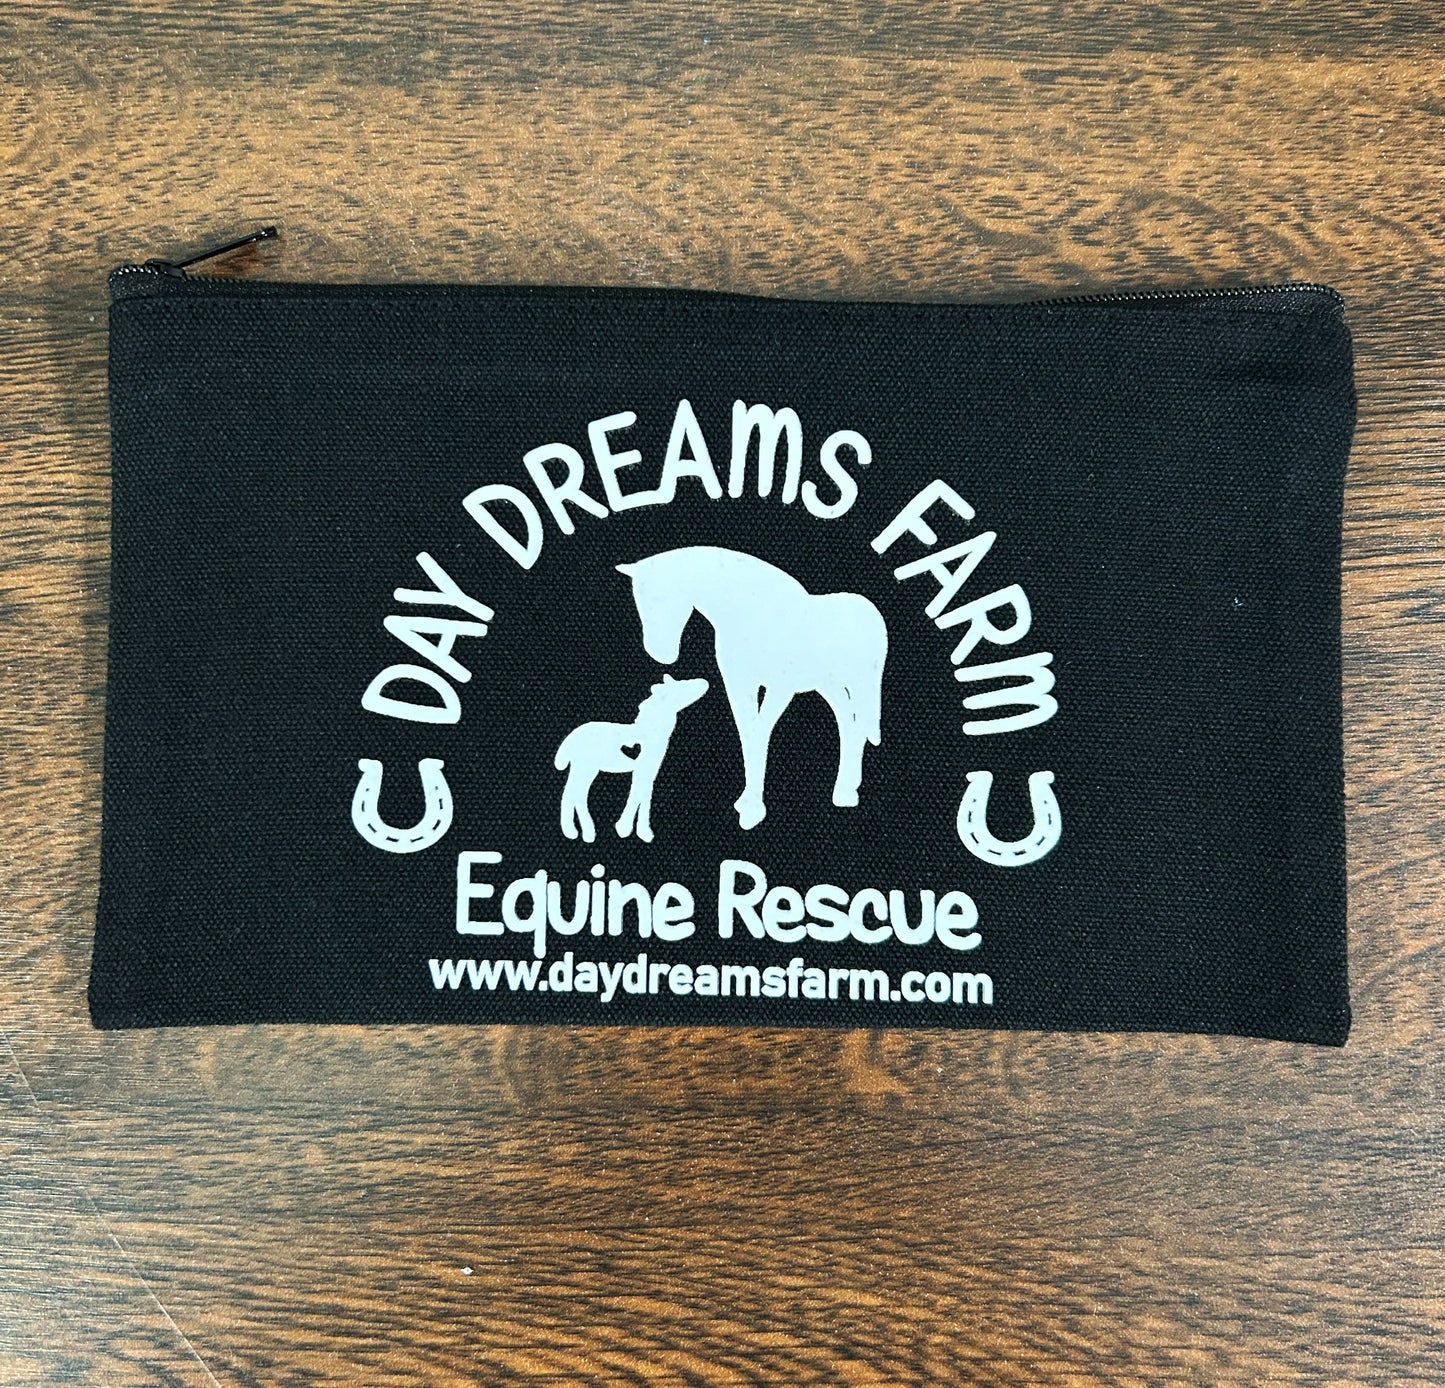 DAY DREAMS FARM
Equine Rescue
www.daydreamsfarm.com